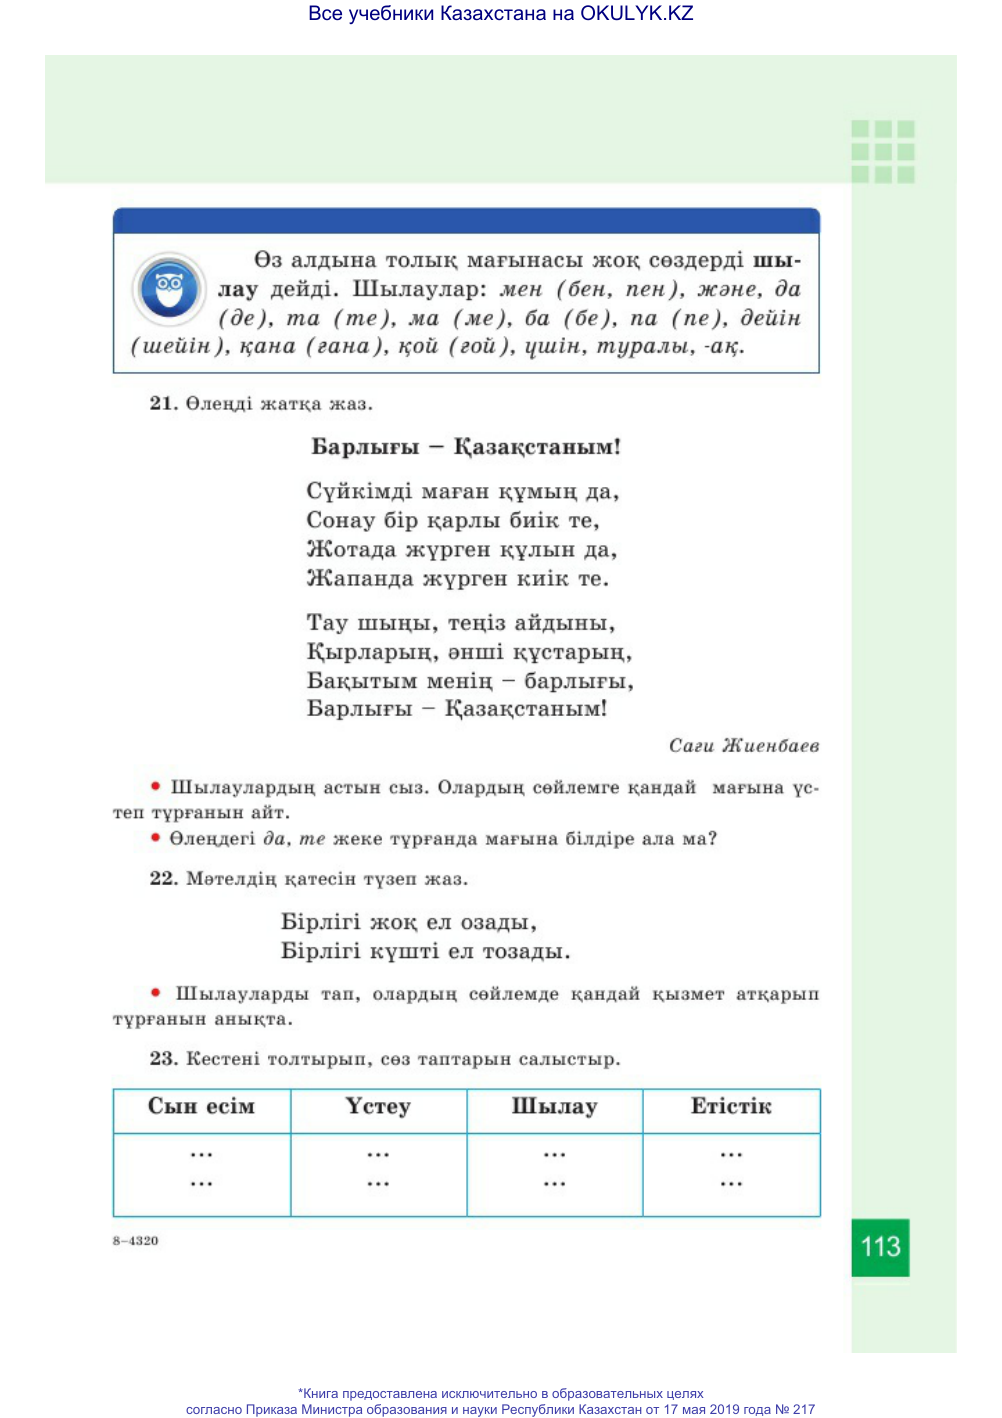 Все учебники Казахстана на OKULYK.KZ
Өз алдына толық мағынасы жоқ сөздерді шы-
лау дейді. Шылаулар: мен (бен, пен), және, да
(де), та (те), ма (ме), ба (бе), па (пе), дейін
(шейін), қана (ғана), қой (ғой), үшін, туралы, -ақ.
21. Өлеңді жатқа жаз.
Барлығы – Қазақстаным!
Сүйкімді маған құмың да,
Сонау бір қарлы биік те,
Жотада жүрген құлын да,
Жапанда жүрген киік те.
Тау шыңы, теңіз айдыны,
Қырларың, әнші құстарың,
Бақытым менің – барлығы,
Барлығы – Қазақстаным!
Сағи Жиенбаев
• Шылаулардың астын сыз. Олардың сөйлемге қандай мағына үс-
теп тұрғанын айт.
• Өлеңдегі да, те жеке тұрғанда мағына білдіре ала ма?
22. Мәтелдің қатесін түзеп жаз.
Бірлігі жоқ ел озады,
Бірлігі күшті ел тозады.
• Шылауларды тап, олардың сөйлемде қандай қызмет атқарып
тұрғанын анықта.
23. Кестені толтырып, сөз таптарын салыстыр.
Сын есім Үстеу Шылау Етістік
... ... ... ...
... ... ... ...
8–4320
113
*Книга предоставлена исключительно в образовательных целях
согласно Приказа Министра образования и науки Республики Казахстан от 17 мая 2019 года № 217